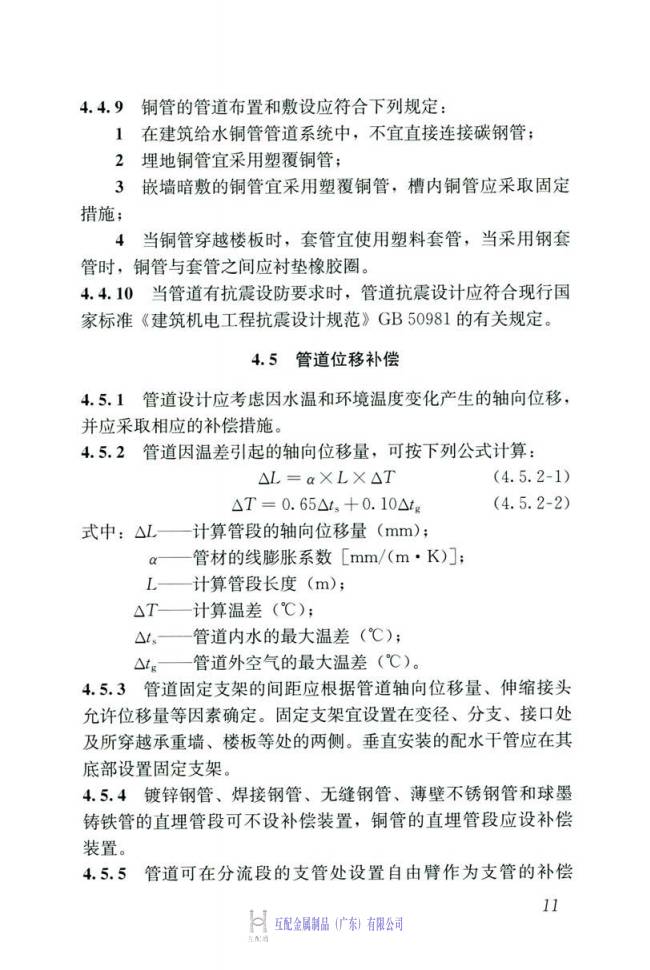 4.4.9 铜管的管道布置和敷设应符合下列规定：
1 在建筑给水铜管管道系统中，不宜直接连接碳钢管；
2 埋地铜管宜采用塑覆铜管；
3 嵌墙暗敷的铜管宜采用塑覆铜管，槽内铜管应采取固定
措施；
4 当铜管穿越楼板时，套管宜使用塑料套管，当采用钢套
管时，铜管与套管之间应衬垫橡胶圈。
4.4.10 当管道有抗震设防要求时，管道抗震设计应符合现行国
家标准《建筑机电工程抗震设计规范》GB 50981 的有关规定。
4.5 管道位移补偿
4.5.1 管道设计应考虑因水温和环境温度变化产生的轴向位移，
并应采取相应的补偿措施。
4.5.2 管道因温差引起的轴向位移量，可按下列公式计算：
△L＝α×L×△T (4.5.2-1)
△T＝0.65△tₛ＋0.10△t_g (4.5.2-2)
式中：△L——计算管段的轴向位移量（mm）；
α——管材的线膨胀系数［mm/(m·K)］；
L——计算管段长度（m）；
△T——计算温差（℃）；
△tₛ——管道内水的最大温差（℃）；
△t_g——管道外空气的最大温差（℃）。
4.5.3 管道固定支架的间距应根据管道轴向位移量、伸缩接头
允许位移量等因素确定。固定支架宜设置在变径、分支、接口处
及所穿越承重墙、楼板等处的两侧。垂直安装的配水干管应在其
底部设置固定支架。
4.5.4 镀锌钢管、焊接钢管、无缝钢管、薄壁不锈钢管和球墨
铸铁管的直埋管段可不设补偿装置，铜管的直埋管段应设补偿
装置。
4.5.5 管道可在分流段的支管处设置自由臂作为支管的补偿
11
互配金属制品（广东）有限公司